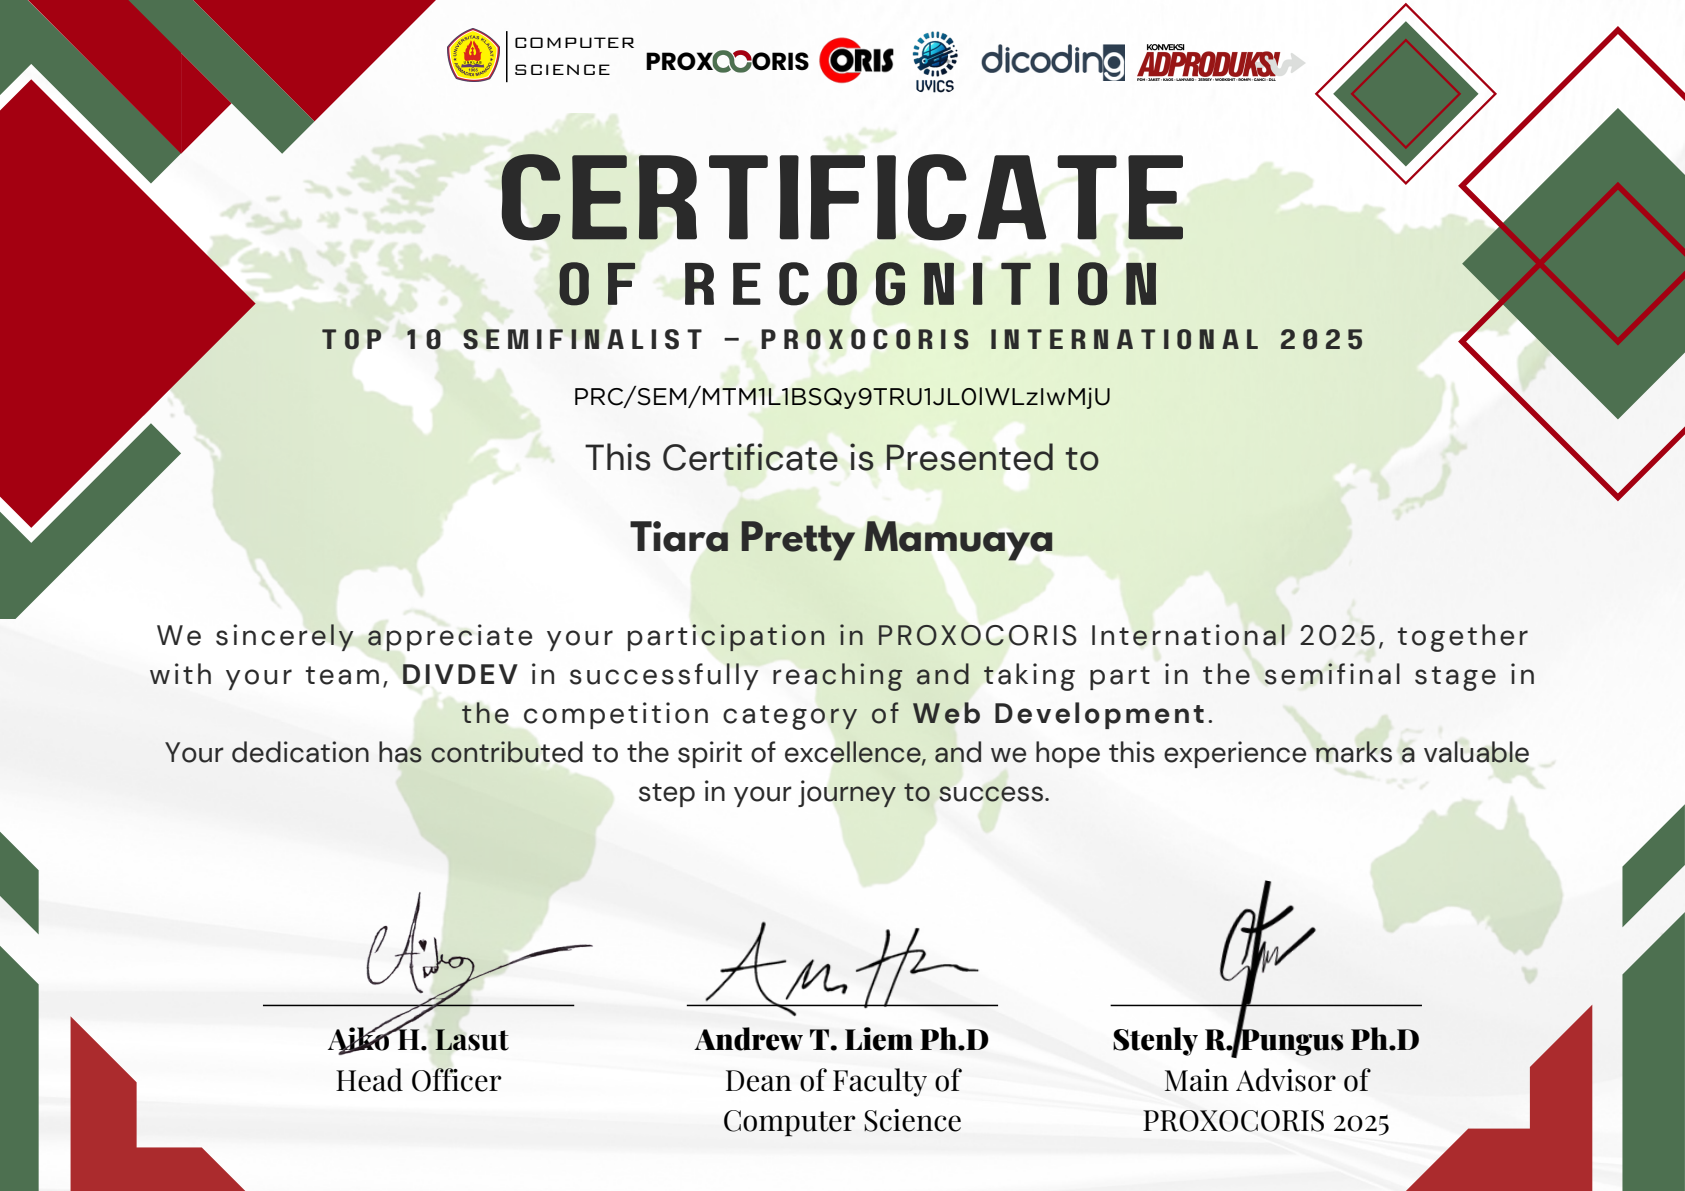 COMPUTER
SCIENCE
PROXOCORIS
CORIS
UVICS
dicoding
KONVEKSI
ADPRODUKSI
CERTIFICATE
OF RECOGNITION
TOP 10 SEMIFINALIST – PROXOCORIS INTERNATIONAL 2025
PRC/SEM/MTM1L1BSQy9TRU1JL0lWLzIwMjU
This Certificate is Presented to
Tiara Pretty Mamuaya
We sincerely appreciate your participation in PROXOCORIS International 2025, together
with your team, DIVDEV in successfully reaching and taking part in the semifinal stage in
the competition category of Web Development.
Your dedication has contributed to the spirit of excellence, and we hope this experience marks a valuable
step in your journey to success.
Aiko H. Lasut
Head Officer
Andrew T. Liem Ph.D
Dean of Faculty of
Computer Science
Stenly R. Pungus Ph.D
Main Advisor of
PROXOCORIS 2025